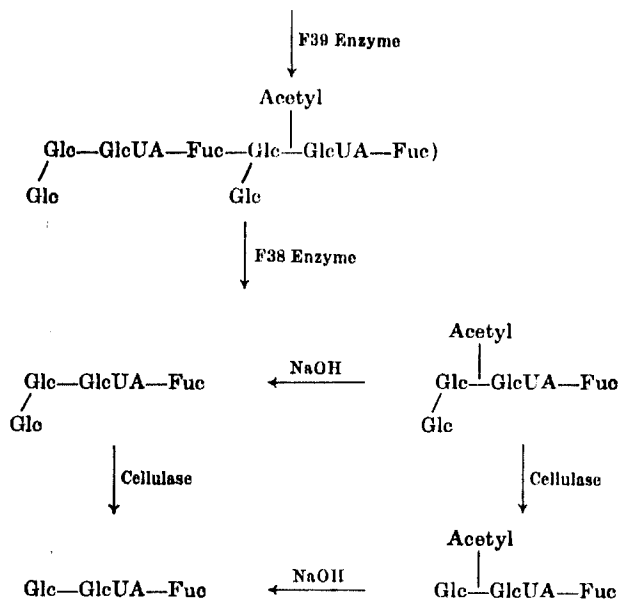 F39 Enzyme
Acetyl
Glc—GlcUA—Fuc—Glc—GlcUA—Fuc)
Glc Glc
F38 Enzyme
Acetyl
Glc—GlcUA—Fuc NaOH Glc—GlcUA—Fuc
Glc Glc
Cellulase Cellulase
Acetyl
Glc—GlcUA—Fuc NaOH Glc—GlcUA—Fuc